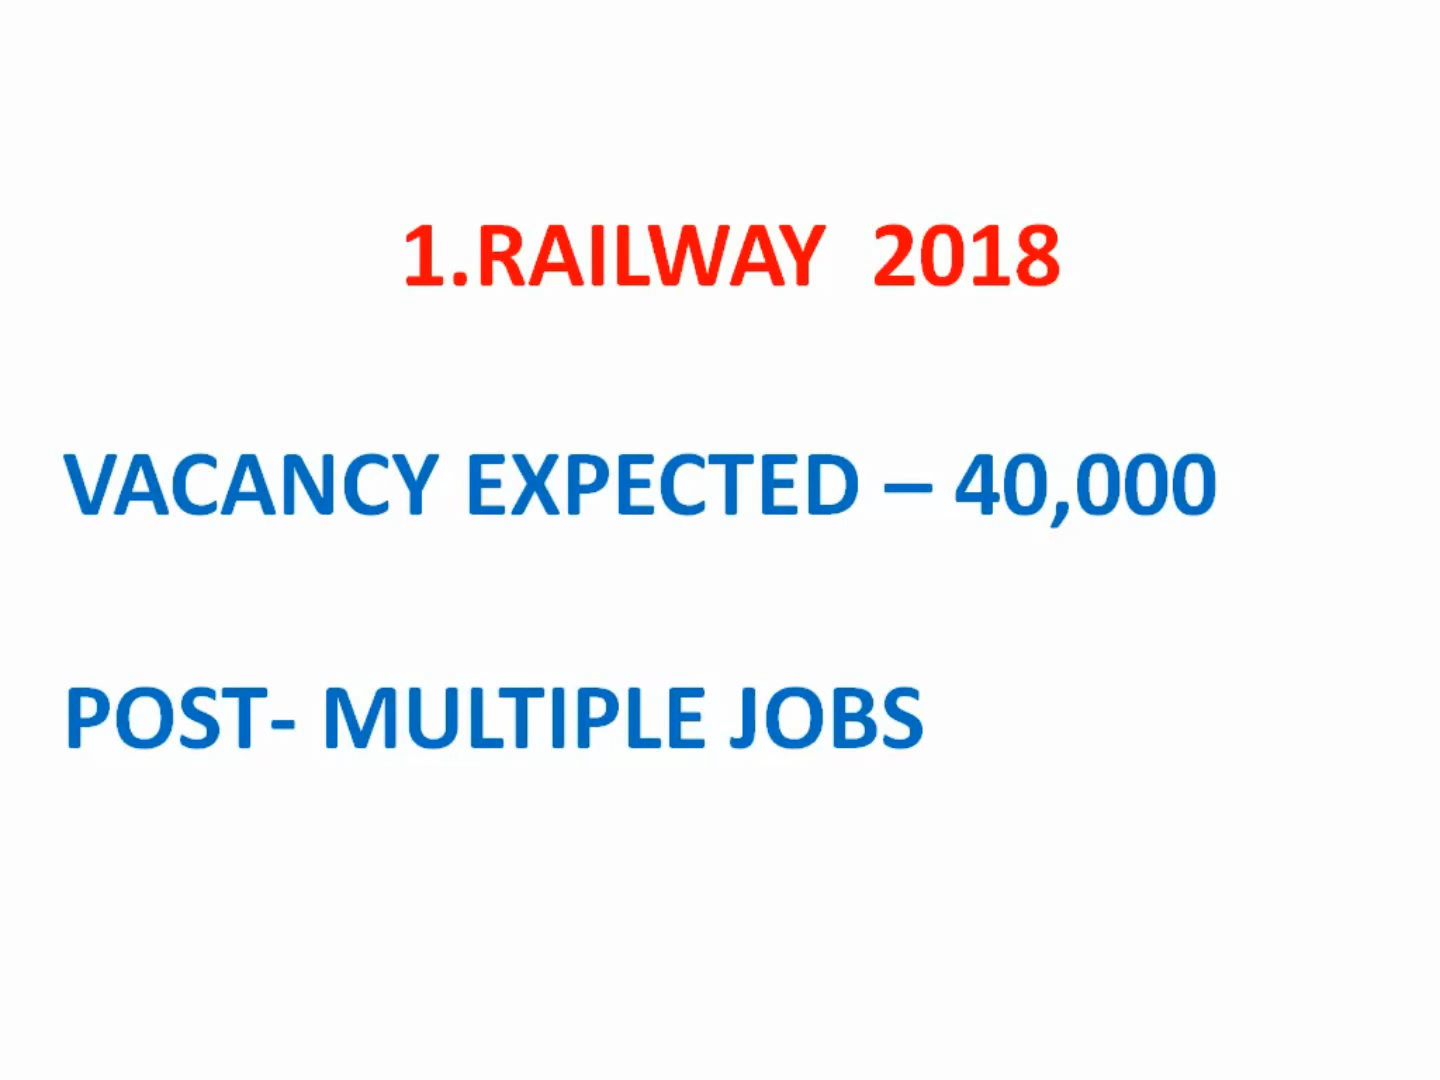 1.RAILWAY  2018
VACANCY EXPECTED – 40,000
POST- MULTIPLE JOBS